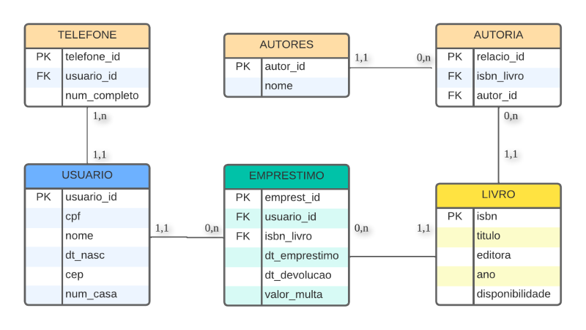 TELEFONE
PK telefone_id
FK usuario_id
num_completo
AUTORES
PK autor_id
nome
AUTORIA
PK relacio_id
FK isbn_livro
FK autor_id
1,1
0,n
1,n
1,1
0,n
1,1
USUARIO
PK usuario_id
cpf
nome
dt_nasc
cep
num_casa
1,1
0,n
EMPRESTIMO
PK emprest_id
FK usuario_id
FK isbn_livro
dt_emprestimo
dt_devolucao
valor_multa
0,n
1,1
LIVRO
PK isbn
titulo
editora
ano
disponibilidade